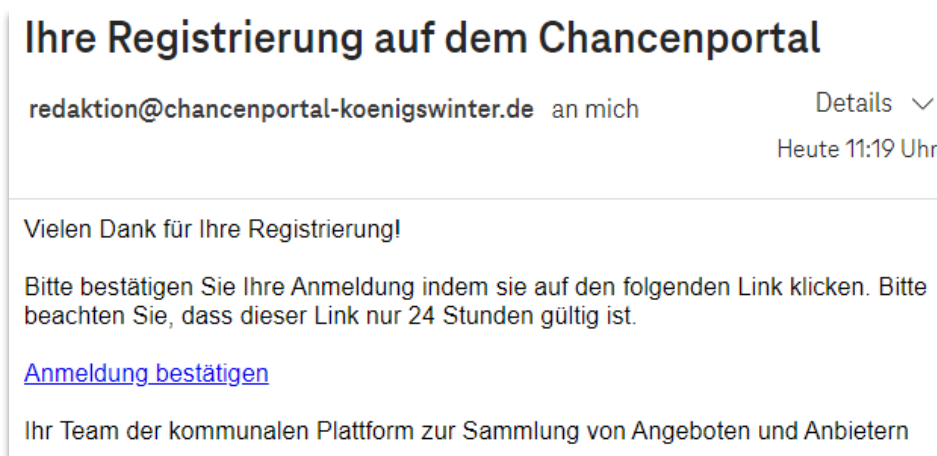 Ihre Registrierung auf dem Chancenportal
redaktion@chancenportal-koenigswinter.de an mich
Details
Heute 11:19 Uhr
Vielen Dank für Ihre Registrierung!
Bitte bestätigen Sie Ihre Anmeldung indem sie auf den folgenden Link klicken. Bitte
beachten Sie, dass dieser Link nur 24 Stunden gültig ist.
Anmeldung bestätigen
Ihr Team der kommunalen Plattform zur Sammlung von Angeboten und Anbietern